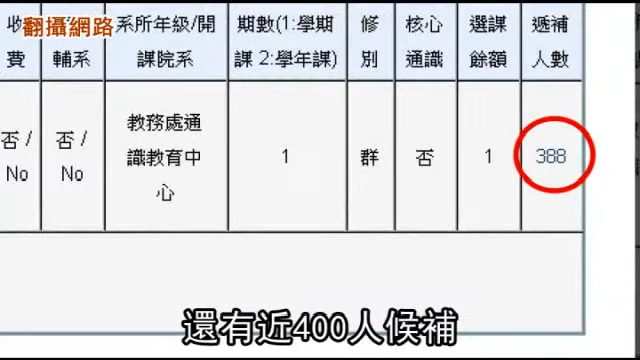 翻攝網路
收費
輔系
系所年級/開
課院系
期數(1:學期
課 2:學年課)
修別
核心
通識
選課
餘額
遞補
人數
否 /
No
否 /
No
教務處通
識教育中
心
1
群
否
1
388
還有近400人候補